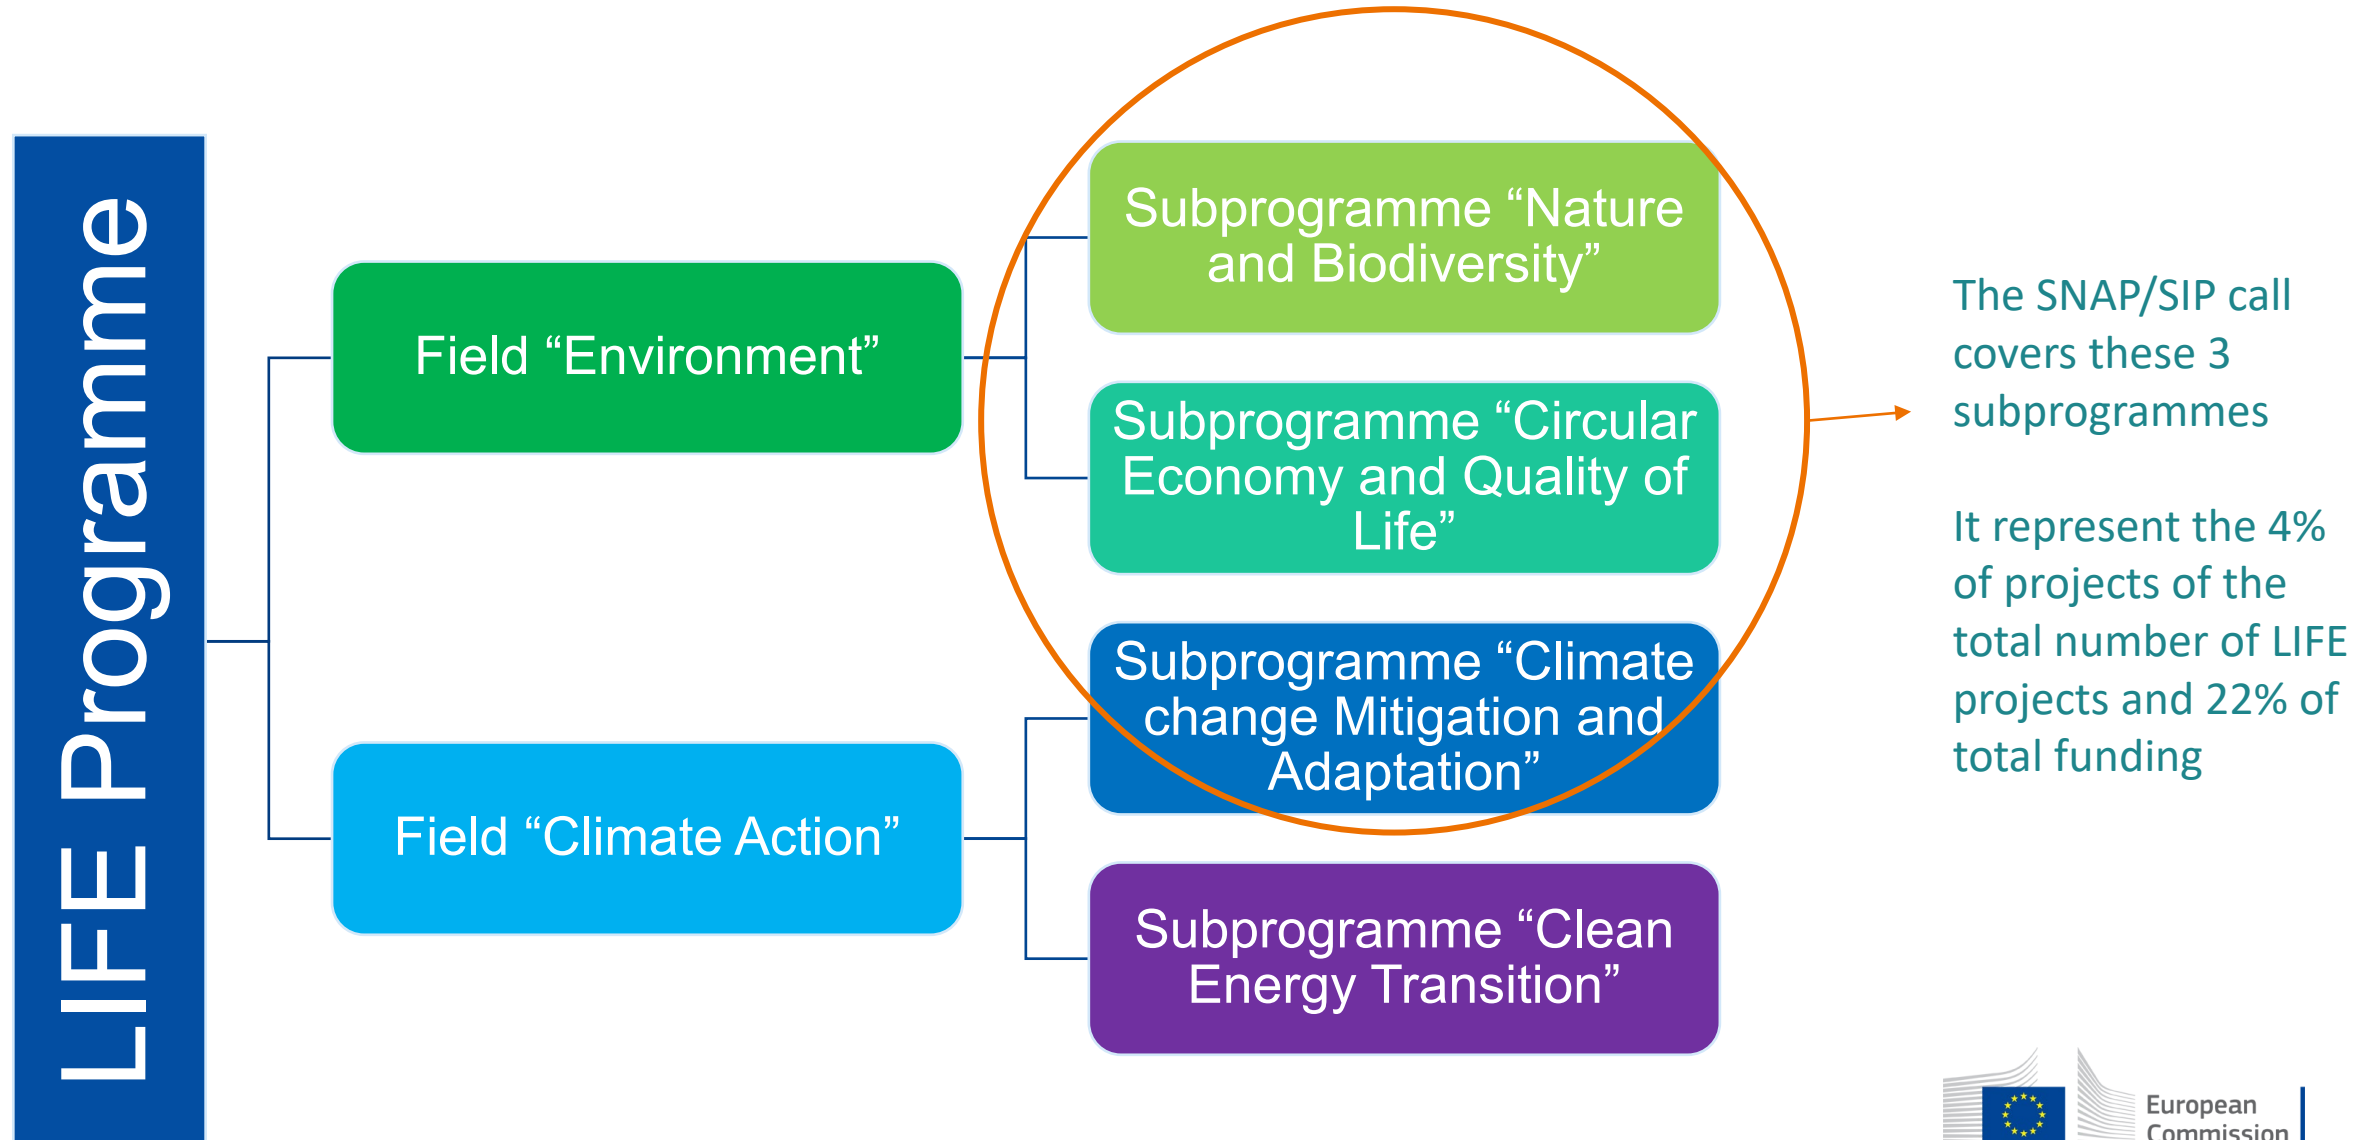 LIFE Programme
Field “Environment”
Field “Climate Action”
Subprogramme “Nature
and Biodiversity”
Subprogramme “Circular
Economy and Quality of
Life”
Subprogramme “Climate
change Mitigation and
Adaptation”
Subprogramme “Clean
Energy Transition”
The SNAP/SIP call
covers these 3
subprogrammes
It represent the 4%
of projects of the
total number of LIFE
projects and 22% of
total funding
European
Commission